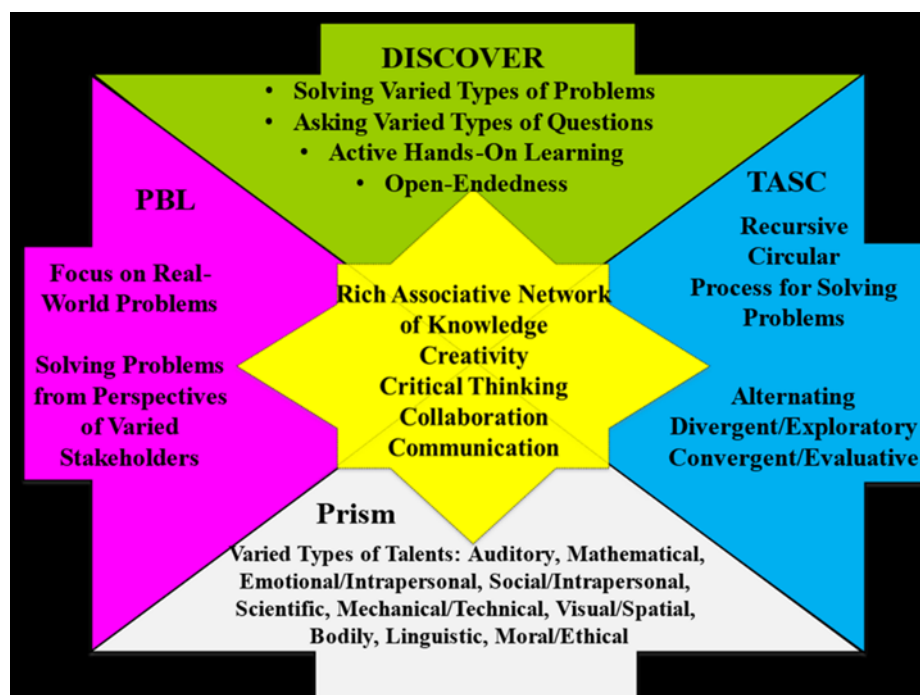 DISCOVER
• Solving Varied Types of Problems
• Asking Varied Types of Questions
• Active Hands-On Learning
• Open-Endedness
PBL
Focus on Real-
World Problems
Solving Problems
from Perspectives
of Varied
Stakeholders
Rich Associative Network
of Knowledge
Creativity
Critical Thinking
Collaboration
Communication
TASC
Recursive
Circular
Process for Solving
Problems
Alternating
Divergent/Exploratory
Convergent/Evaluative
Prism
Varied Types of Talents: Auditory, Mathematical,
Emotional/Intrapersonal, Social/Intrapersonal,
Scientific, Mechanical/Technical, Visual/Spatial,
Bodily, Linguistic, Moral/Ethical